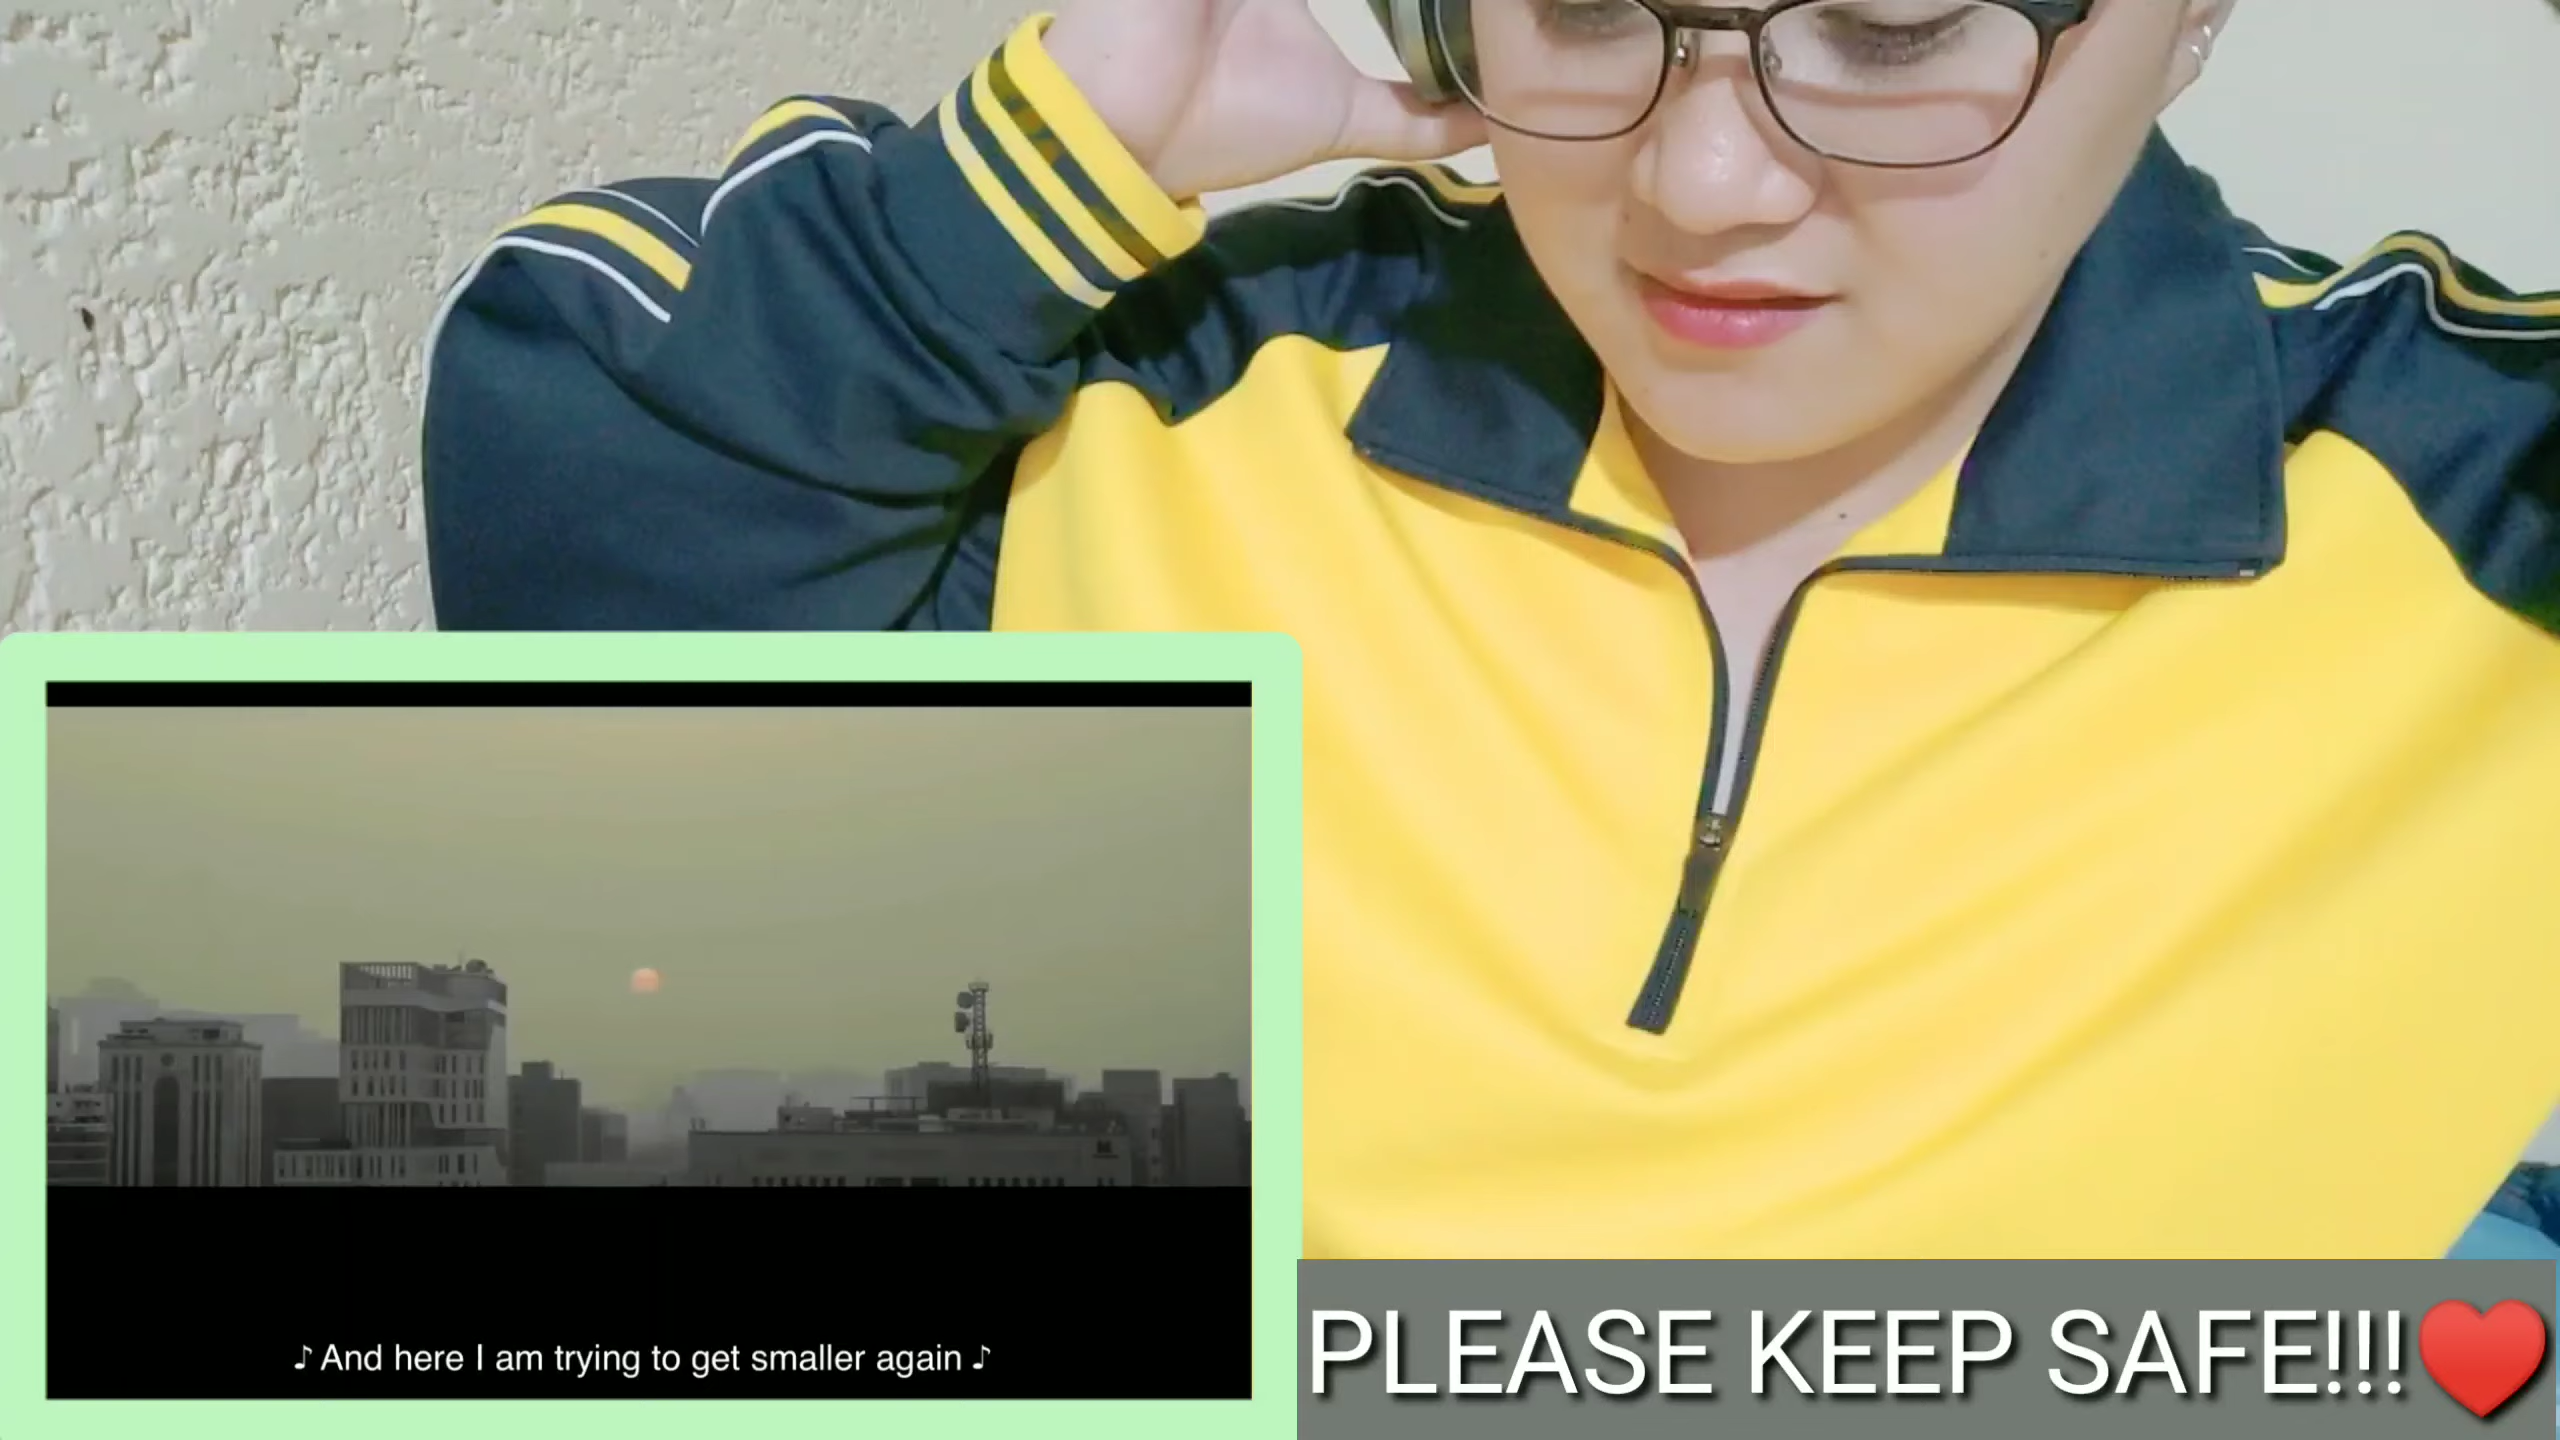 ♪ And here I am trying to get smaller again ♪
PLEASE KEEP SAFE!!!❤️